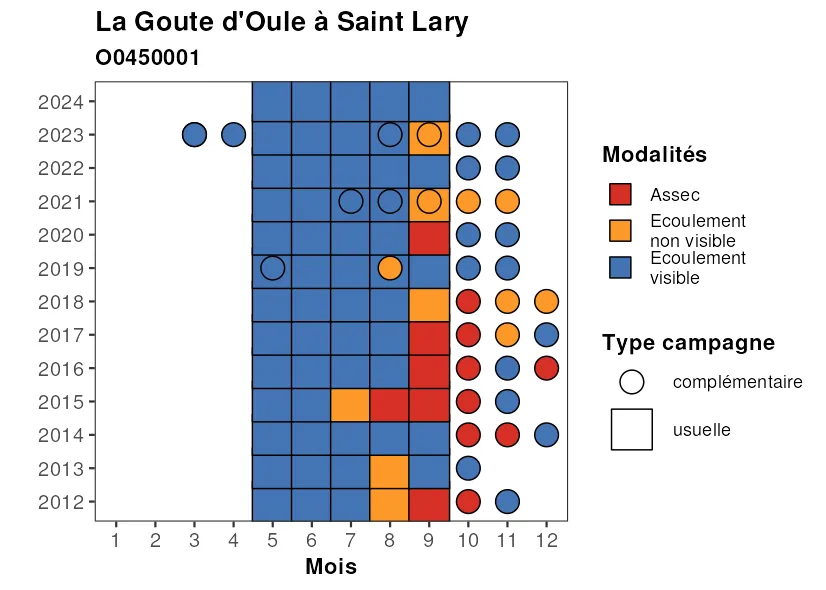 La Goute d'Oule à Saint Lary
O0450001
2024
2023
2022
2021
2020
2019
2018
2017
2016
2015
2014
2013
2012
1 2 3 4 5 6 7 8 9 10 11 12
Mois
Modalités
Assec
Ecoulement
non visible
Ecoulement
visible
Type campagne
complémentaire
usuelle